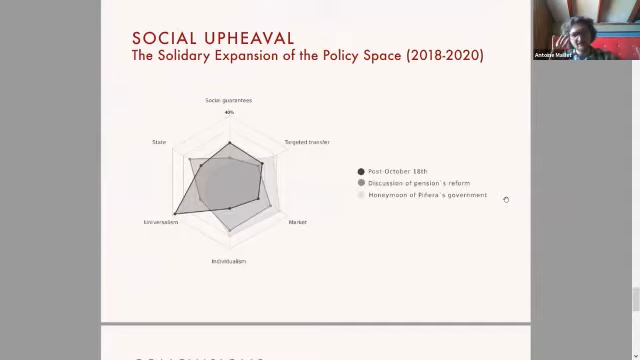 SOCIAL UPHEAVAL
The Solidary Expansion of the Policy Space (2018-2020)
Antoine Maillet
Social guarantees
40%
State
Targeted transfer
Post-October 18th
Discussion of pension´s reform
Honeymoon of Piñera´s government
Universalism
Market
Individualism